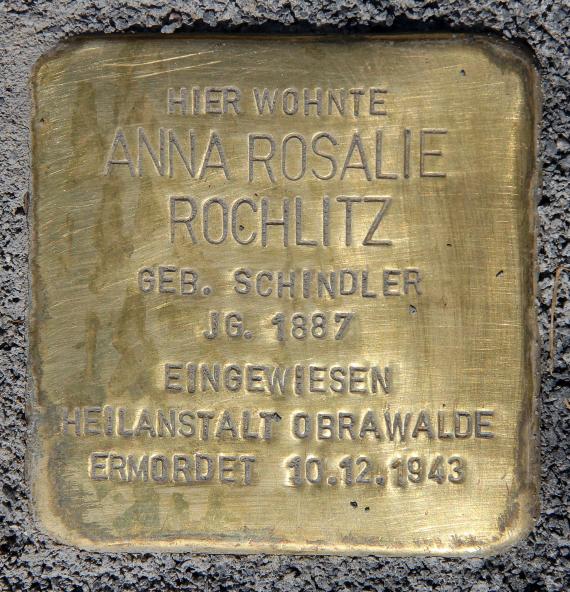 HIER WOHNTE
ANNA ROSALIE
ROCHLITZ
GEB. SCHINDLER
JG. 1887
EINGEWIESEN
HEILANSTALT OBRAWALDE
ERMORDET 10.12.1943